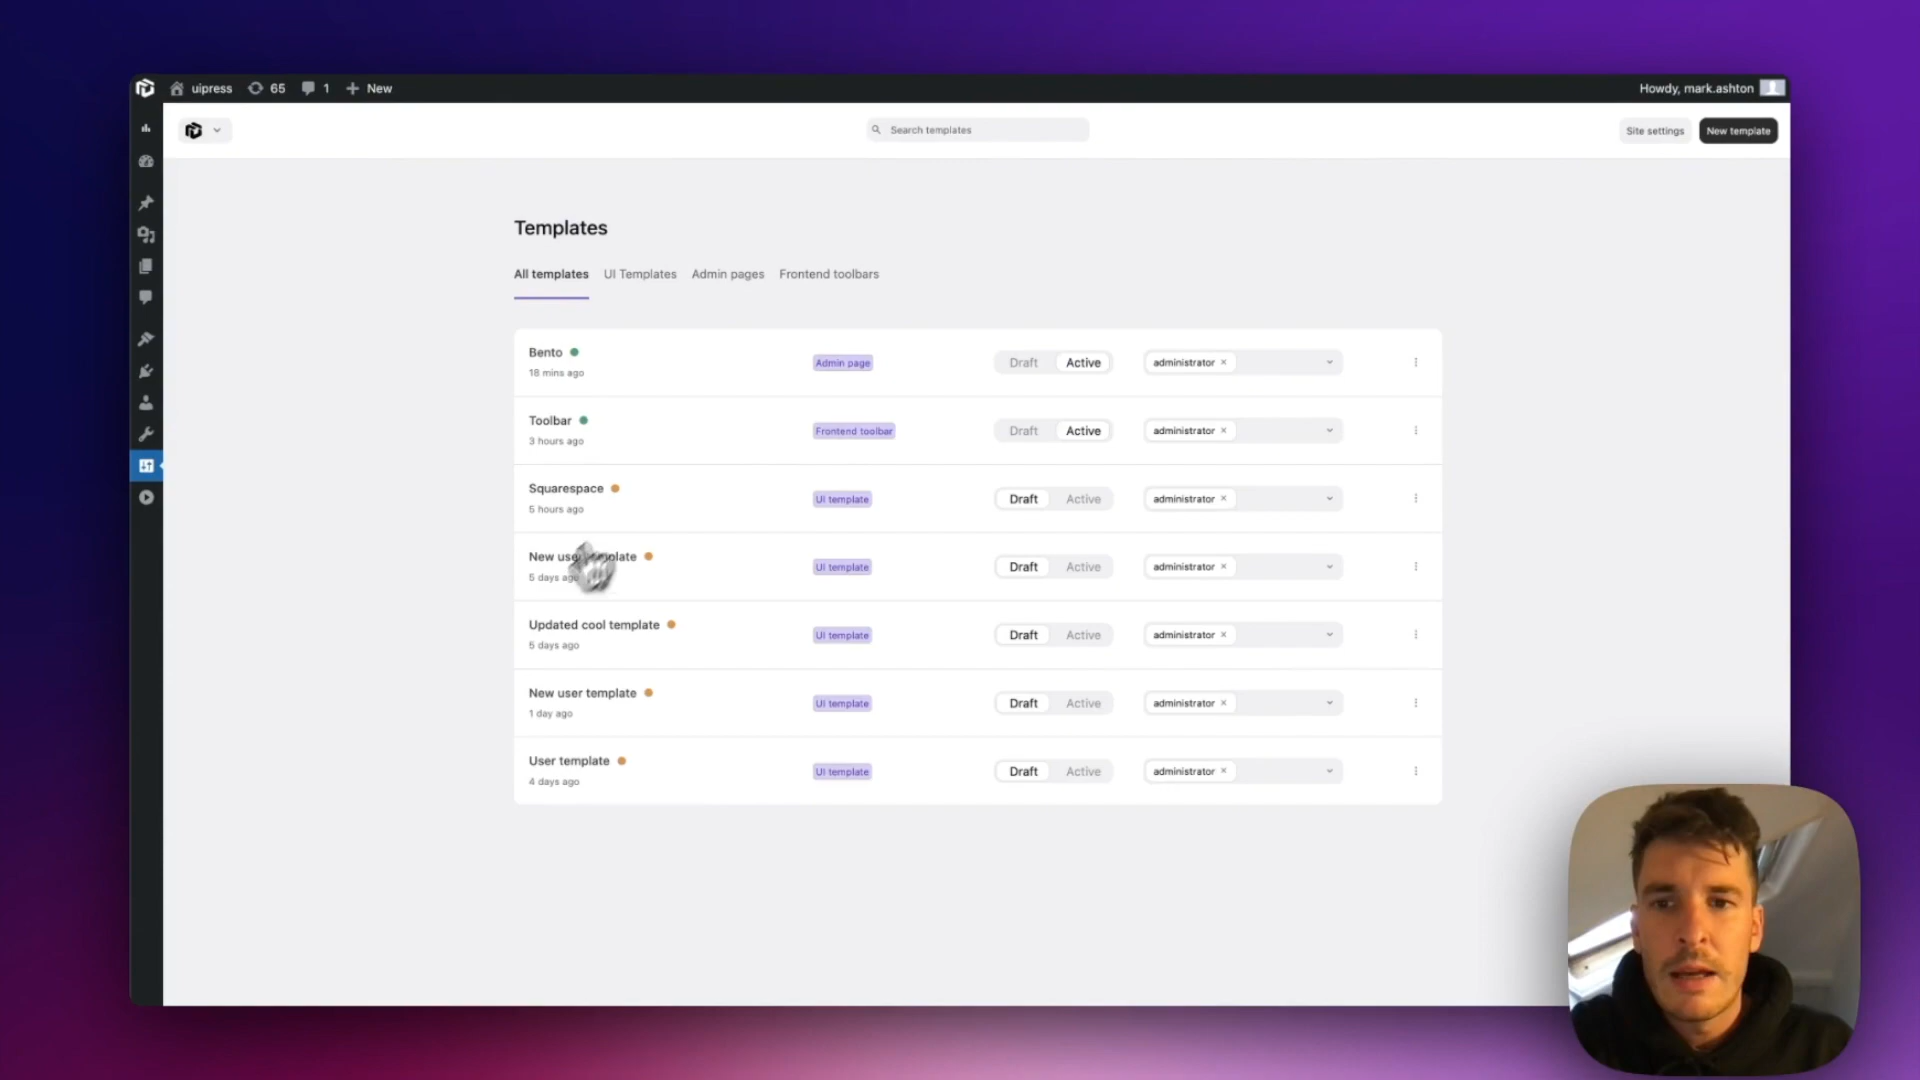 uipress 65 1 New Howdy, mark.ashton
Search templates Site settings New template
Templates
All templates UI Templates Admin pages Frontend toolbars
Bento Admin page Draft Active administrator ×
18 mins ago
Toolbar Frontend toolbar Draft Active administrator ×
3 hours ago
Squarespace UI template Draft Active administrator ×
5 hours ago
New user template UI template Draft Active administrator ×
5 days ago
Updated cool template UI template Draft Active administrator ×
5 days ago
New user template UI template Draft Active administrator ×
1 day ago
User template UI template Draft Active administrator ×
4 days ago